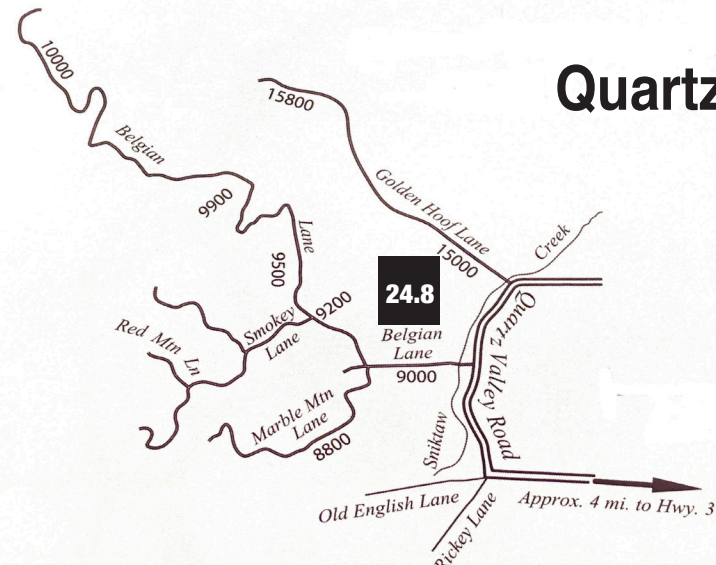 Quartz
10000
15800
Belgian
Golden Hoof Lane
9900
Lane
Creek
15000
9500
24.8
9200
Quartz Valley Road
Smokey
Lane
Red Mtn Ln
Belgian
Lane
9000
Marble Mtn
Lane
8800
Sniktaw
Old English Lane
Approx. 4 mi. to Hwy. 3
Rickey Lane